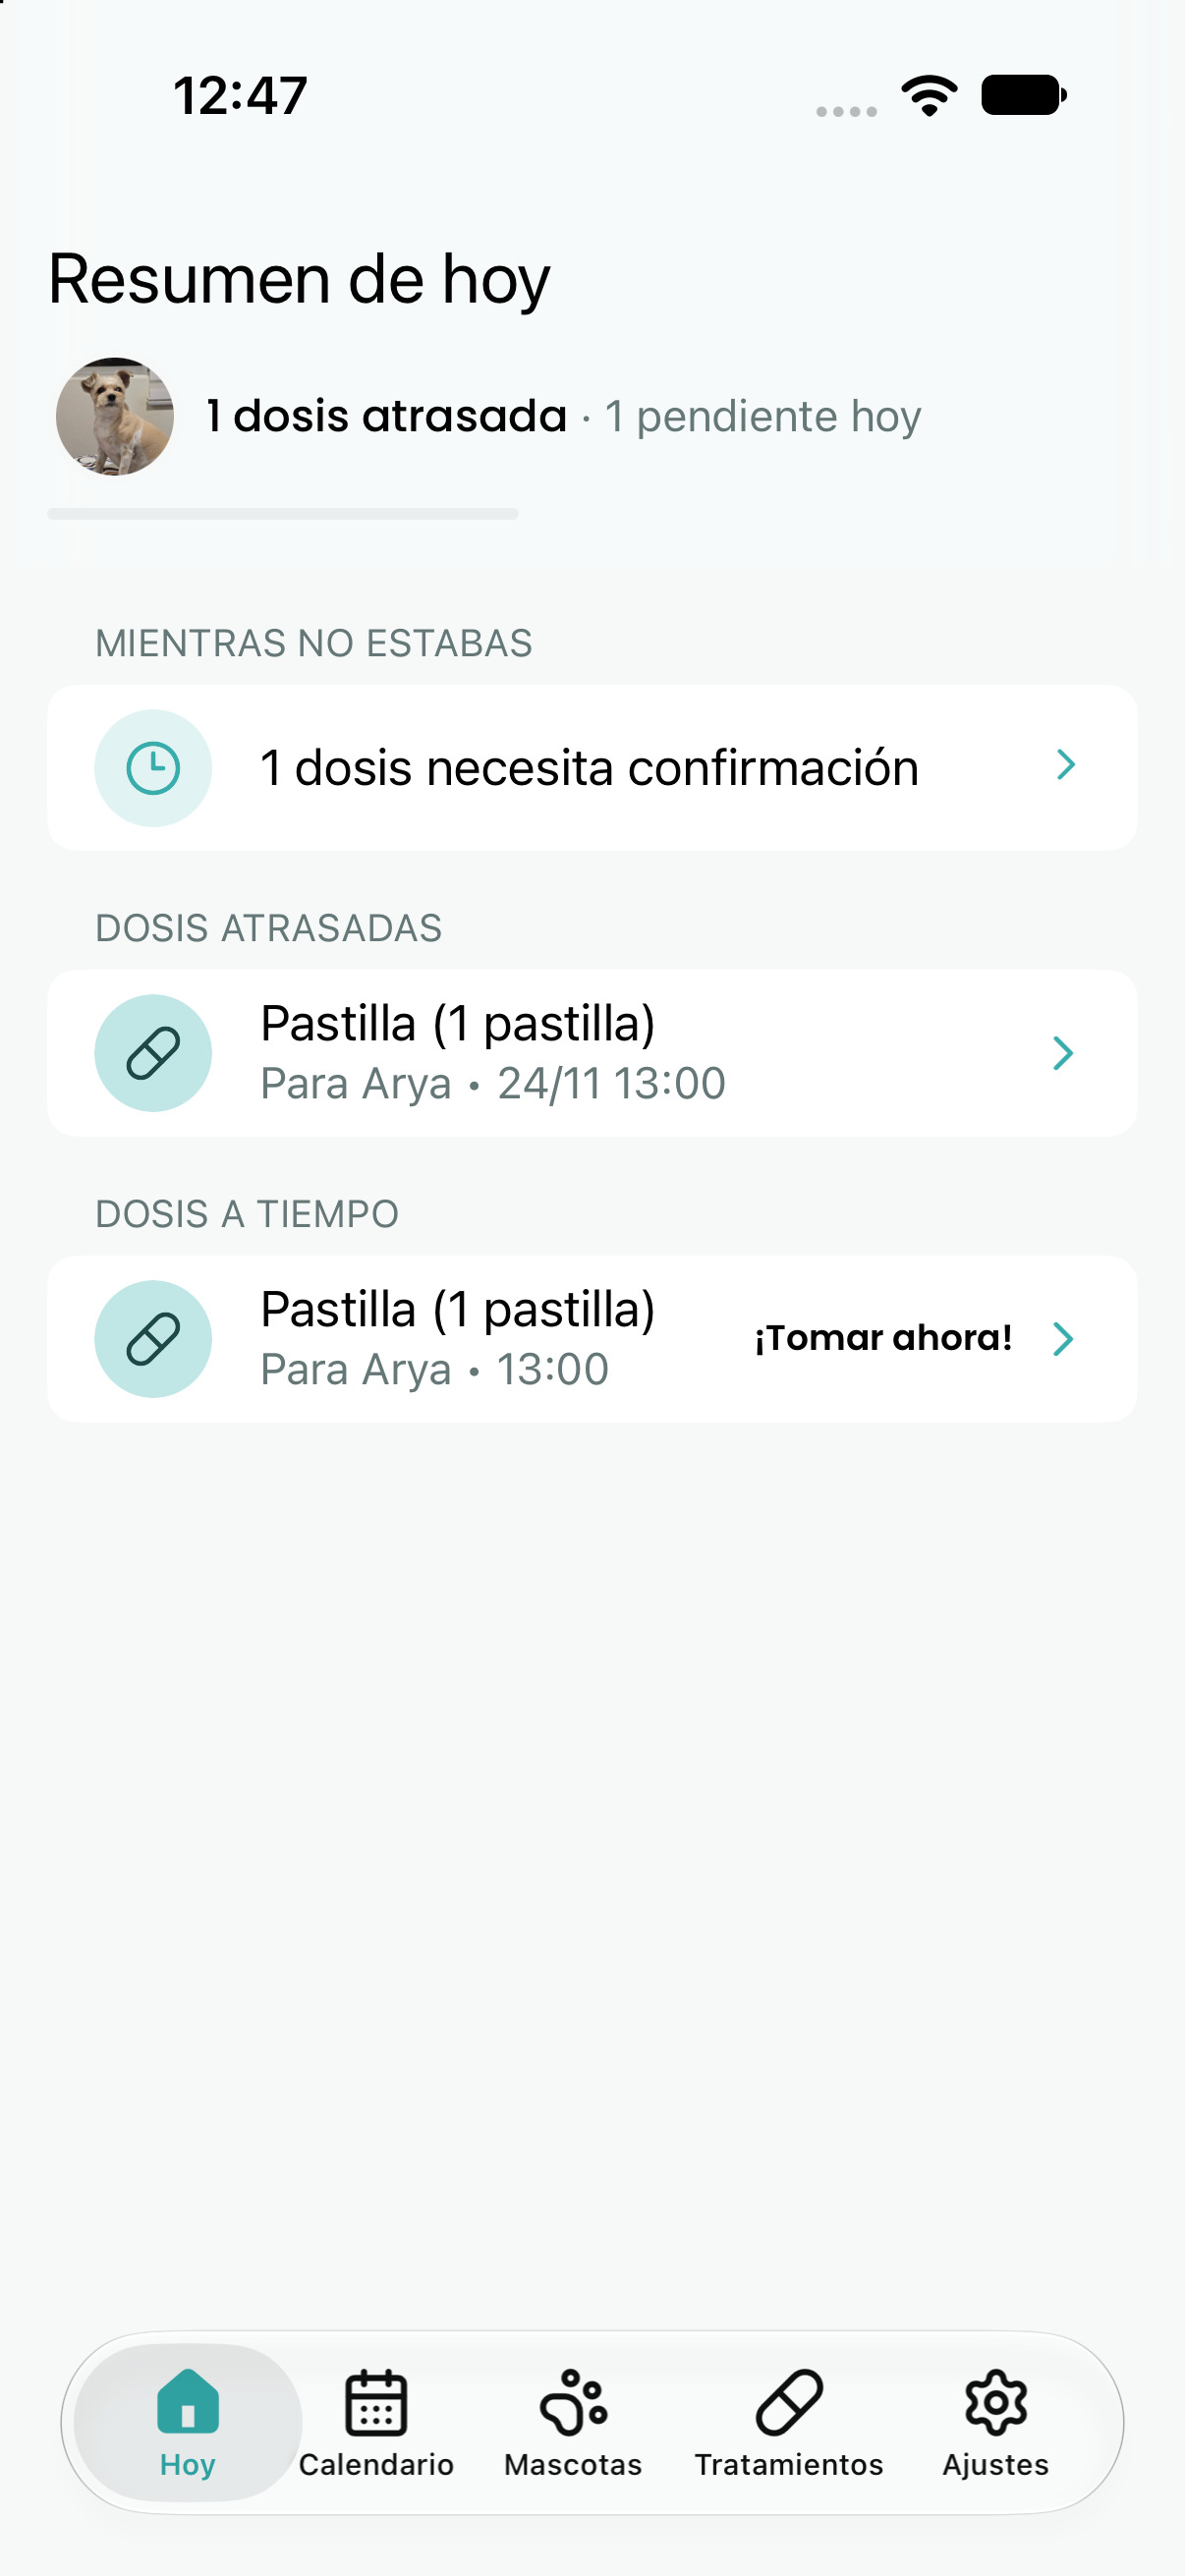 12:47
Resumen de hoy
1 dosis atrasada · 1 pendiente hoy
MIENTRAS NO ESTABAS
1 dosis necesita confirmación
DOSIS ATRASADAS
Pastilla (1 pastilla)
Para Arya • 24/11 13:00
DOSIS A TIEMPO
Pastilla (1 pastilla)
¡Tomar ahora!
Para Arya • 13:00
Hoy
Calendario
Mascotas
Tratamientos
Ajustes